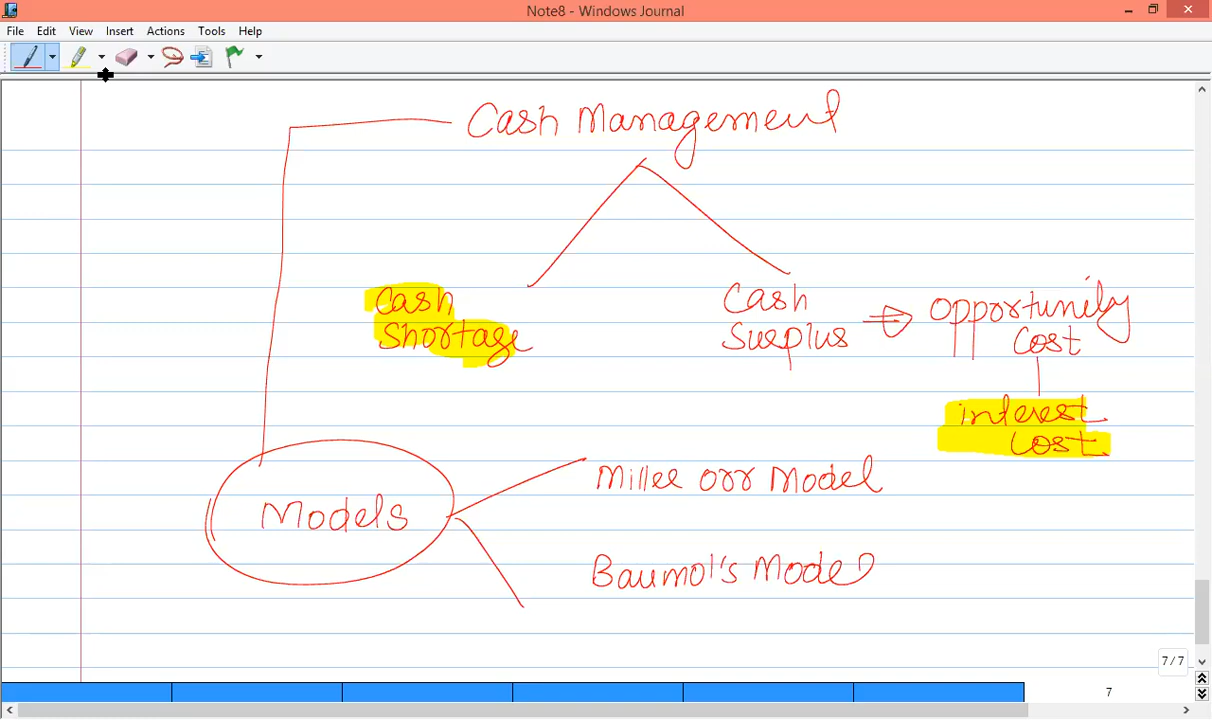 Note8 - Windows Journal
File Edit View Insert Actions Tools Help
Cash Management
Cash
Shortage
Cash
Surplus
opportunity
Cost
interest
Cost
Models
Miller orr Model
Baumol's Model
7 / 7
7